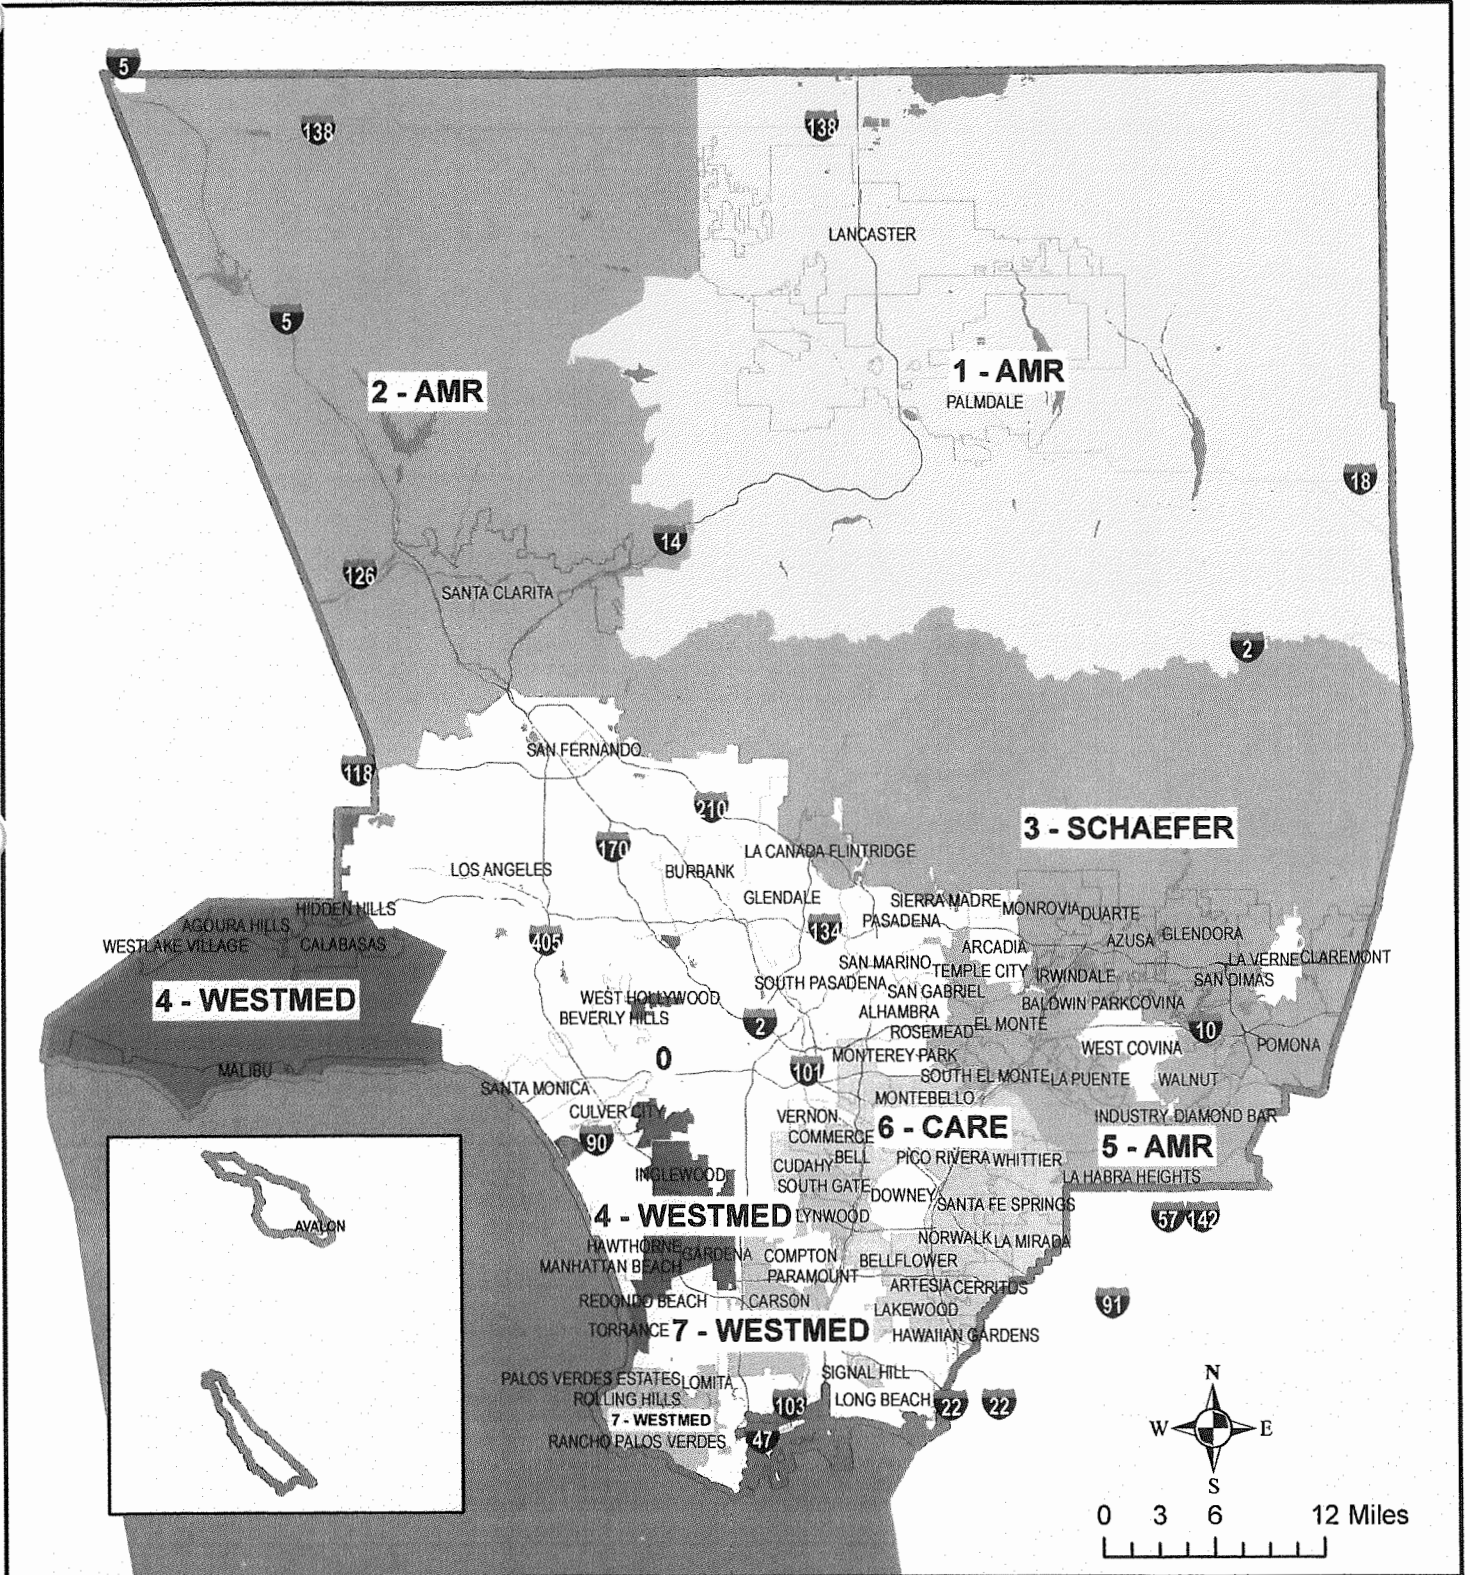 5
138
138
LANCASTER
5
1 - AMR
2 - AMR
PALMDALE
18
14
126
SANTA CLARITA
2
SAN FERNANDO
118
210
3 - SCHAEFER
170
LA CANADA FLINTRIDGE
LOS ANGELES
BURBANK
GLENDALE
SIERRA MADRE
HIDDEN HILLS
MONROVIA
DUARTE
PASADENA
AGOURA HILLS
134
GLENDORA
405
AZUSA
WESTLAKE VILLAGE
CALABASAS
ARCADIA
LA VERNE
CLAREMONT
SAN MARINO
TEMPLE CITY
IRWINDALE
SAN DIMAS
SOUTH PASADENA
SAN GABRIEL
4 - WESTMED
WEST HOLLYWOOD
BALDWIN PARK
COVINA
ALHAMBRA
BEVERLY HILLS
2
EL MONTE
ROSEMEAD
10
POMONA
WEST COVINA
0
MONTEREY PARK
MALIBU
101
SOUTH EL MONTE
LA PUENTE
WALNUT
SANTA MONICA
MONTEBELLO
CULVER CITY
VERNON
INDUSTRY
DIAMOND BAR
6 - CARE
COMMERCE
90
5 - AMR
BELL
PICO RIVERA
WHITTIER
CUDAHY
INGLEWOOD
LA HABRA HEIGHTS
SOUTH GATE
DOWNEY
SANTA FE SPRINGS
4 - WESTMED
LYNWOOD
57
142
AVALON
NORWALK
LA MIRADA
HAWTHORNE
GARDENA
COMPTON
BELLFLOWER
MANHATTAN BEACH
PARAMOUNT
ARTESIA
CERRITOS
REDONDO BEACH
CARSON
91
LAKEWOOD
TORRANCE
7 - WESTMED
HAWAIIAN GARDENS
SIGNAL HILL
N
PALOS VERDES ESTATES
LOMITA
ROLLING HILLS
103
LONG BEACH
22
22
7 - WESTMED
W
E
RANCHO PALOS VERDES
47
S
0 3 6 12 Miles